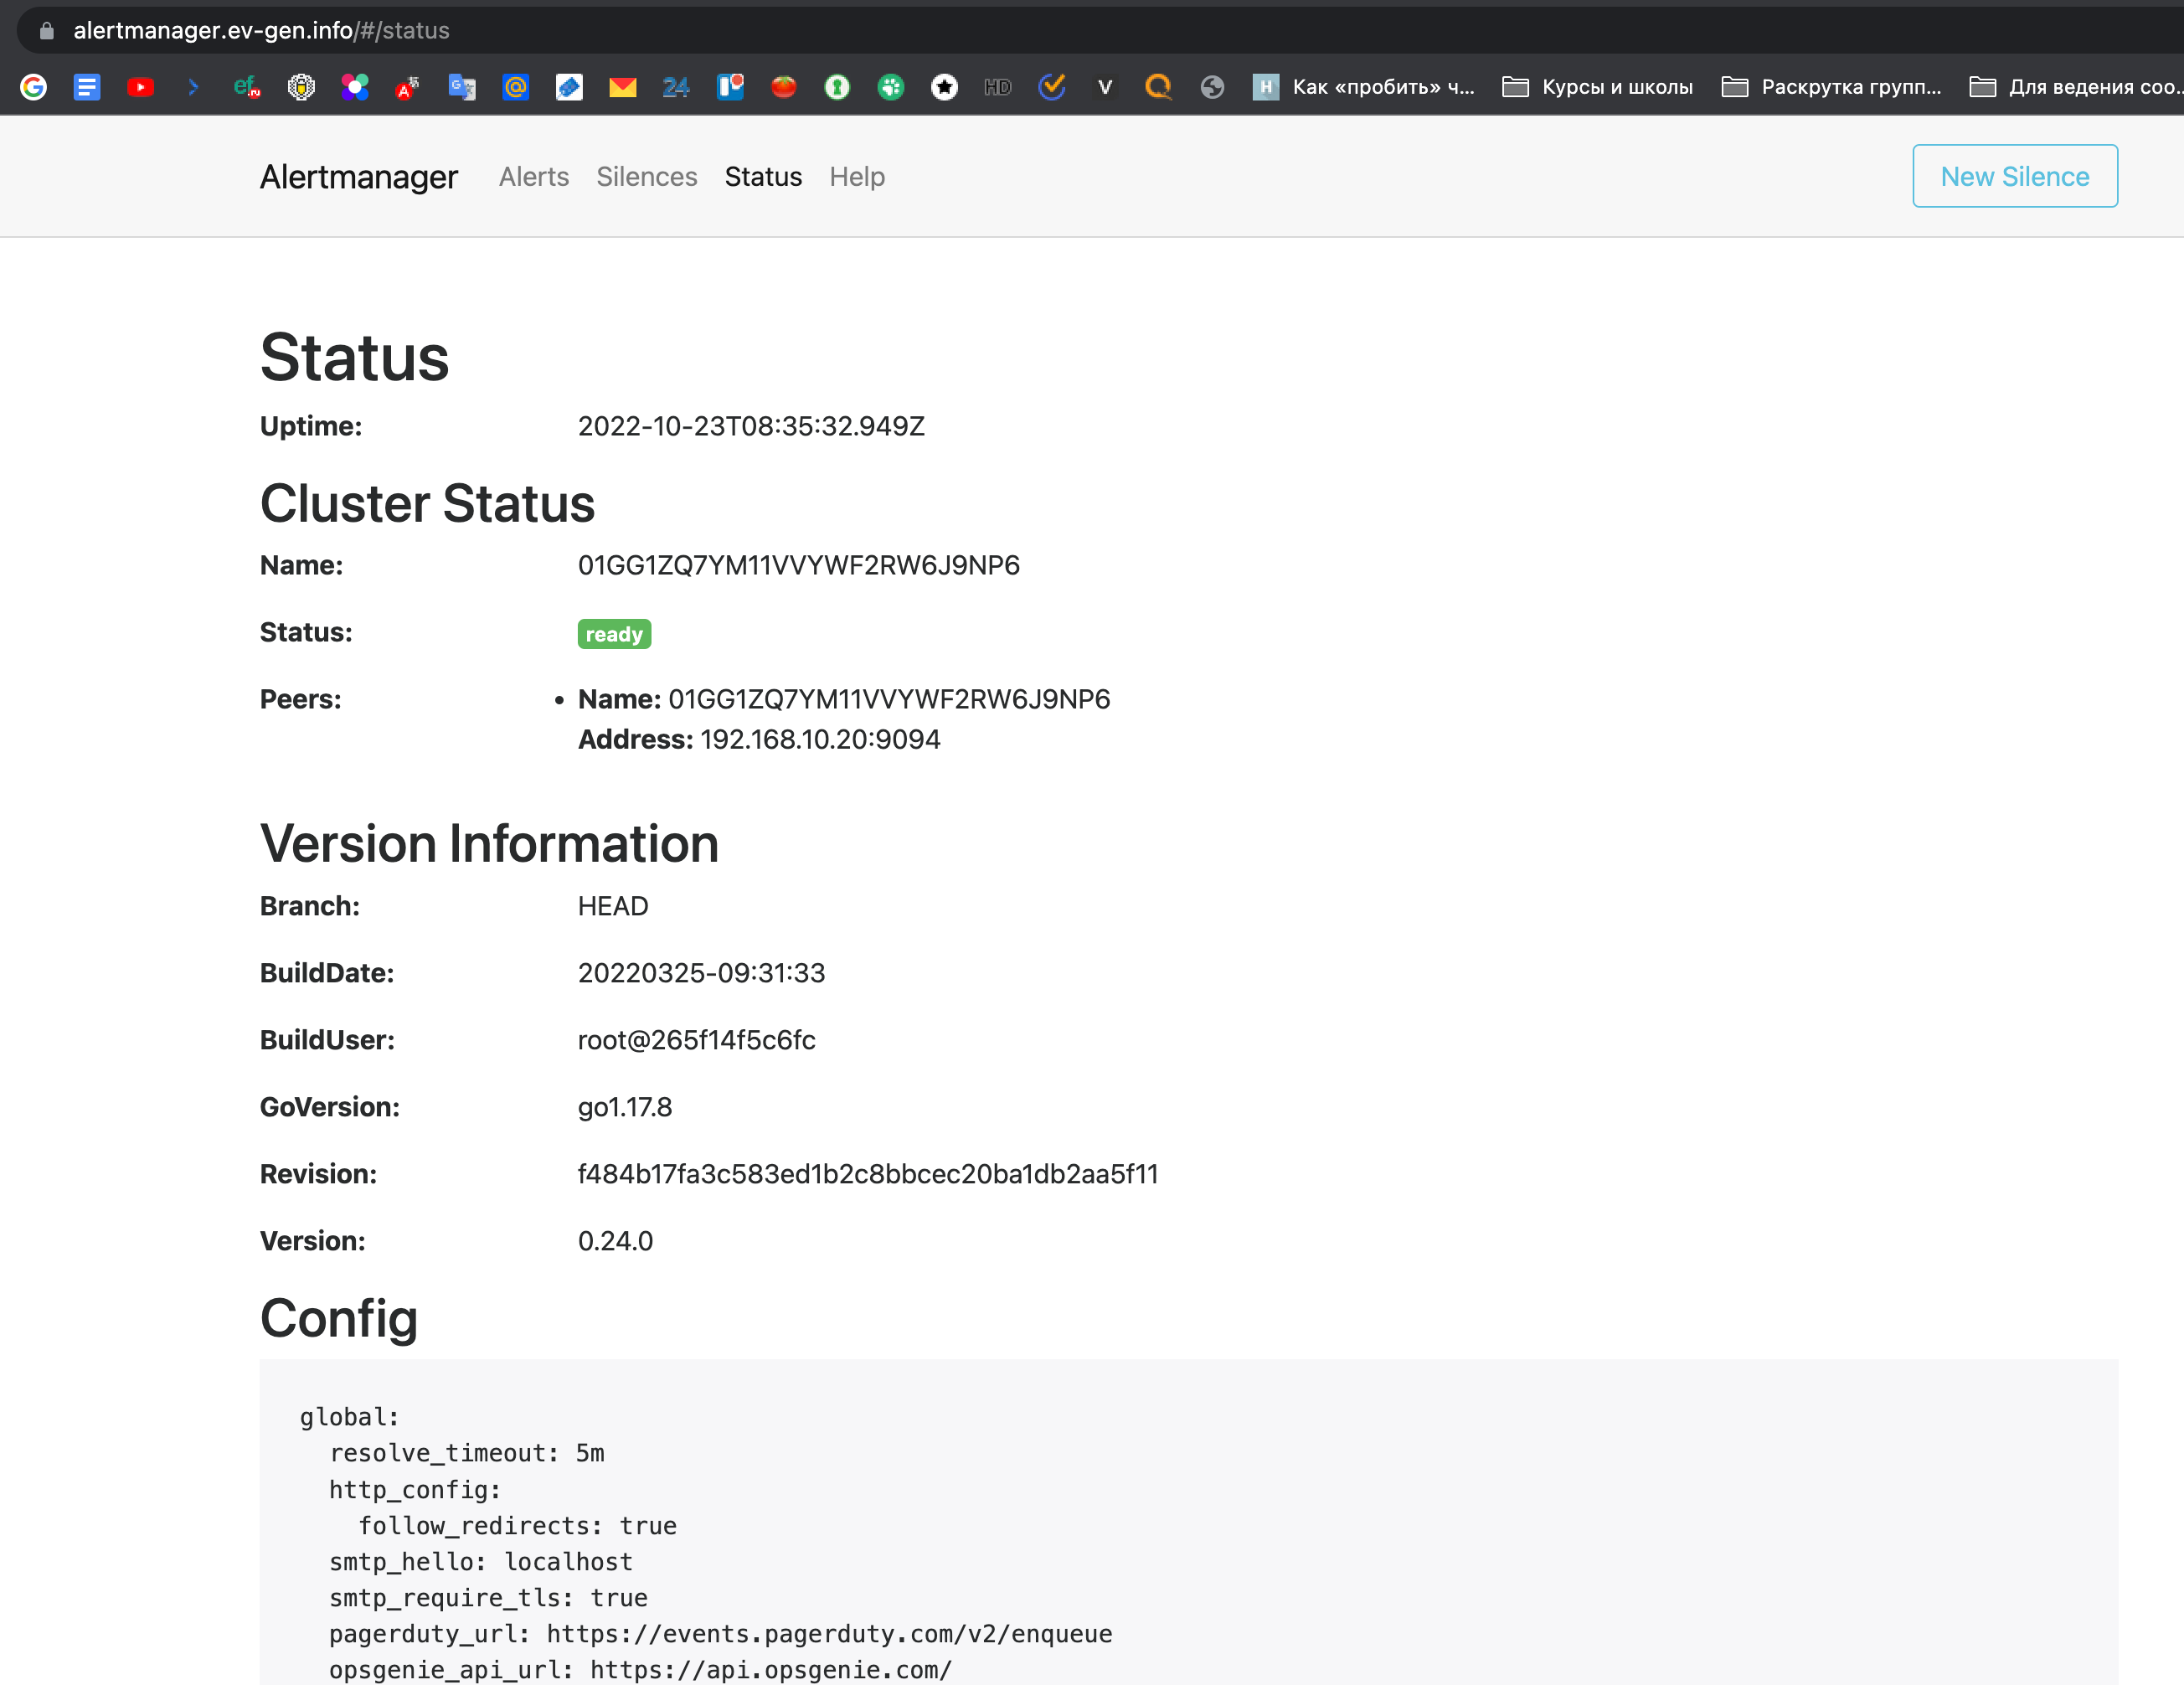 alertmanager.ev-gen.info/#/status
24 HD V H Как «пробить» ч... Курсы и школы Раскрутка групп... Для ведения соо..
Alertmanager Alerts Silences Status Help New Silence
Status
Uptime: 2022-10-23T08:35:32.949Z
Cluster Status
Name: 01GG1ZQ7YM11VVYWF2RW6J9NP6
Status: ready
Peers: • Name: 01GG1ZQ7YM11VVYWF2RW6J9NP6
Address: 192.168.10.20:9094
Version Information
Branch: HEAD
BuildDate: 20220325-09:31:33
BuildUser: root@265f14f5c6fc
GoVersion: go1.17.8
Revision: f484b17fa3c583ed1b2c8bbcec20ba1db2aa5f11
Version: 0.24.0
Config
global:
  resolve_timeout: 5m
  http_config:
    follow_redirects: true
  smtp_hello: localhost
  smtp_require_tls: true
  pagerduty_url: https://events.pagerduty.com/v2/enqueue
  opsgenie_api_url: https://api.opsgenie.com/